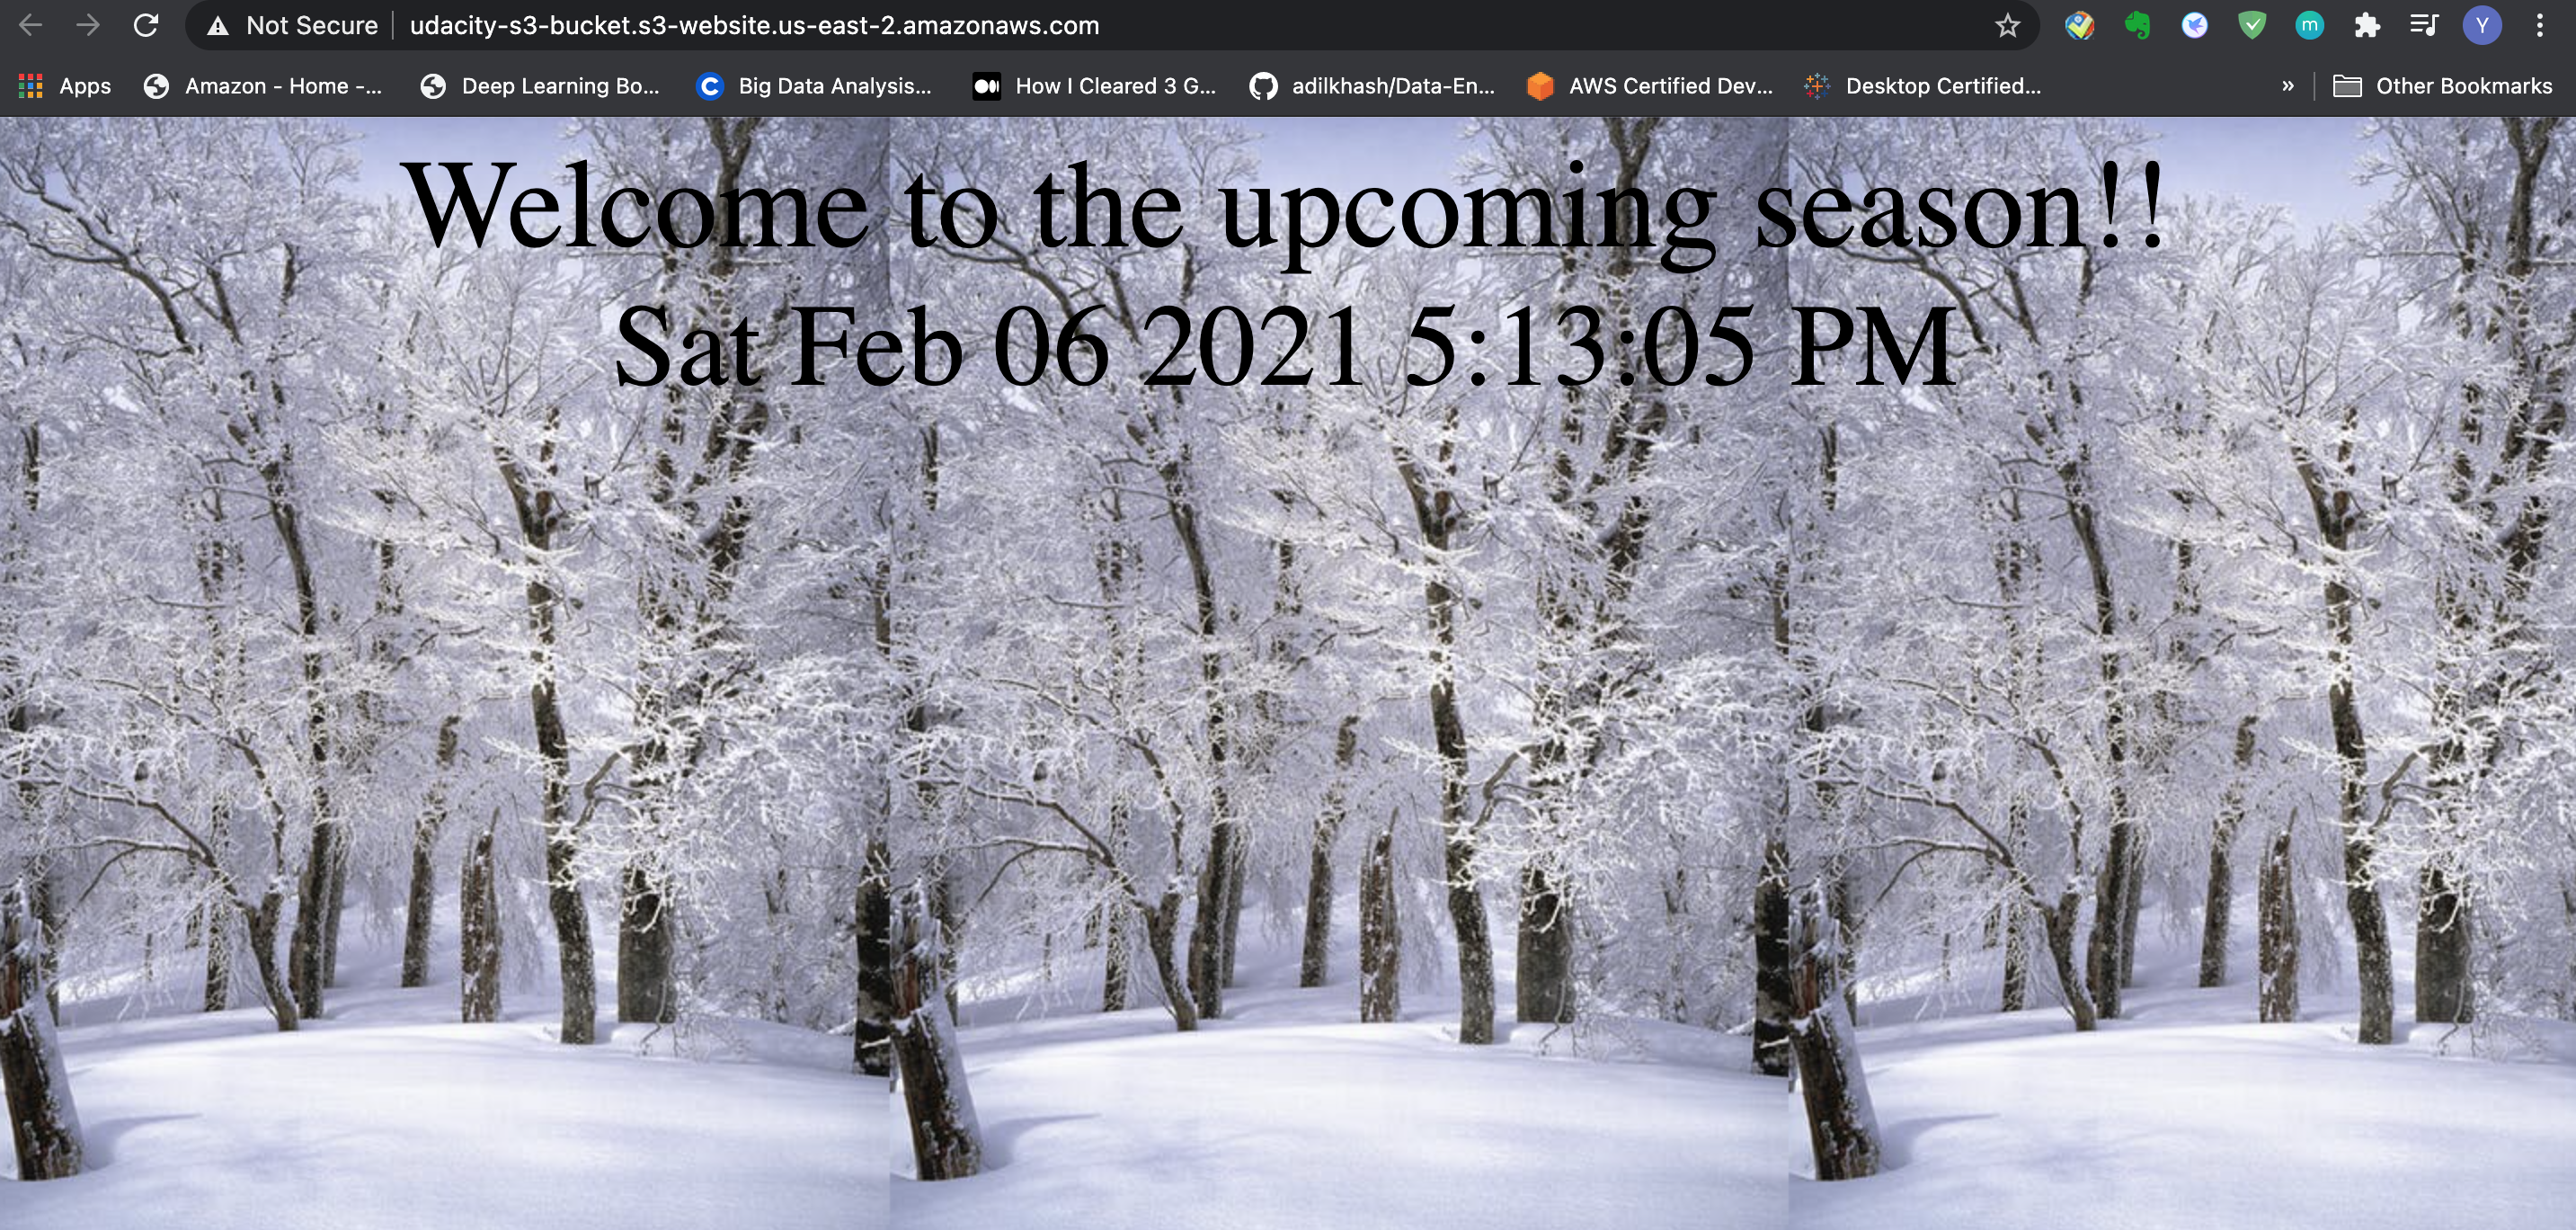 Not Secure udacity-s3-bucket.s3-website.us-east-2.amazonaws.com m Y
Apps Amazon - Home -... Deep Learning Bo... C Big Data Analysis... How I Cleared 3 G... adilkhash/Data-En... AWS Certified Dev... Desktop Certified... » Other Bookmarks
Welcome to the upcoming season!!
Sat Feb 06 2021 5:13:05 PM